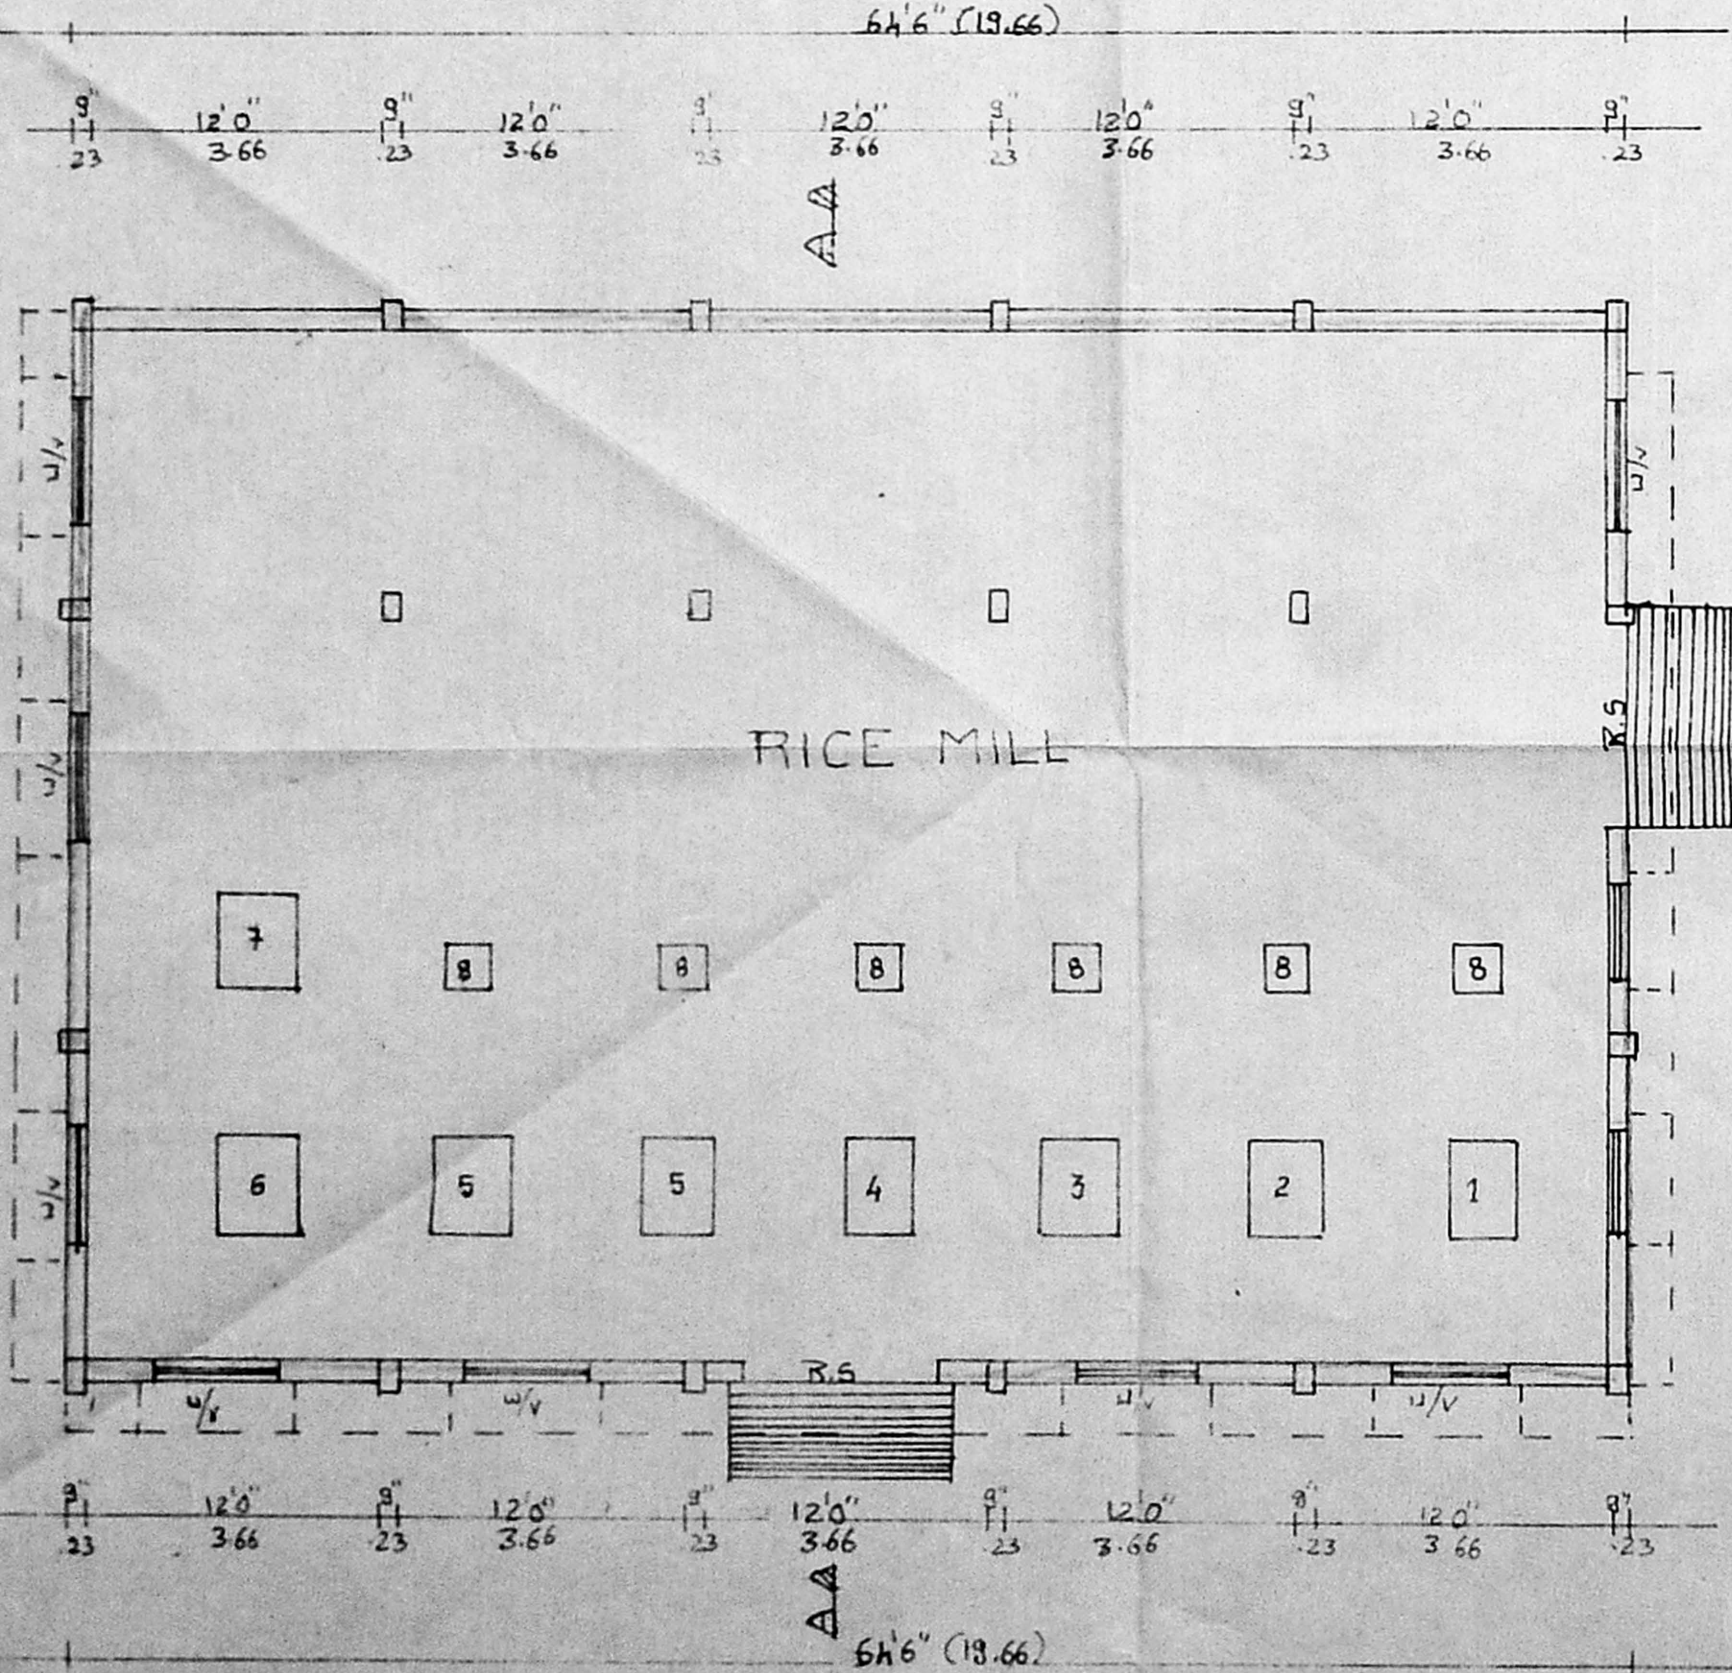 64'6" (19.66)
9" 12'0" 9" 12'0" 9" 12'0" 9" 12'0" 9" 12'0" 9"
.23 3.66 .23 3.66 .23 3.66 .23 3.66 .23 3.66 .23
A
W/V W/V
R.S
RICE MILL
W/V
7 8 8 8 8 8 8
6 5 5 4 3 2 1
W/V
R.S
W/V W/V W/V W/V
9" 12'0" 9" 12'0" 9" 12'0" 9" 12'0" 9" 12'0" 9"
.23 3.66 .23 3.66 .23 3.66 .23 3.66 .23 3.66 .23
A
64'6" (19.66)